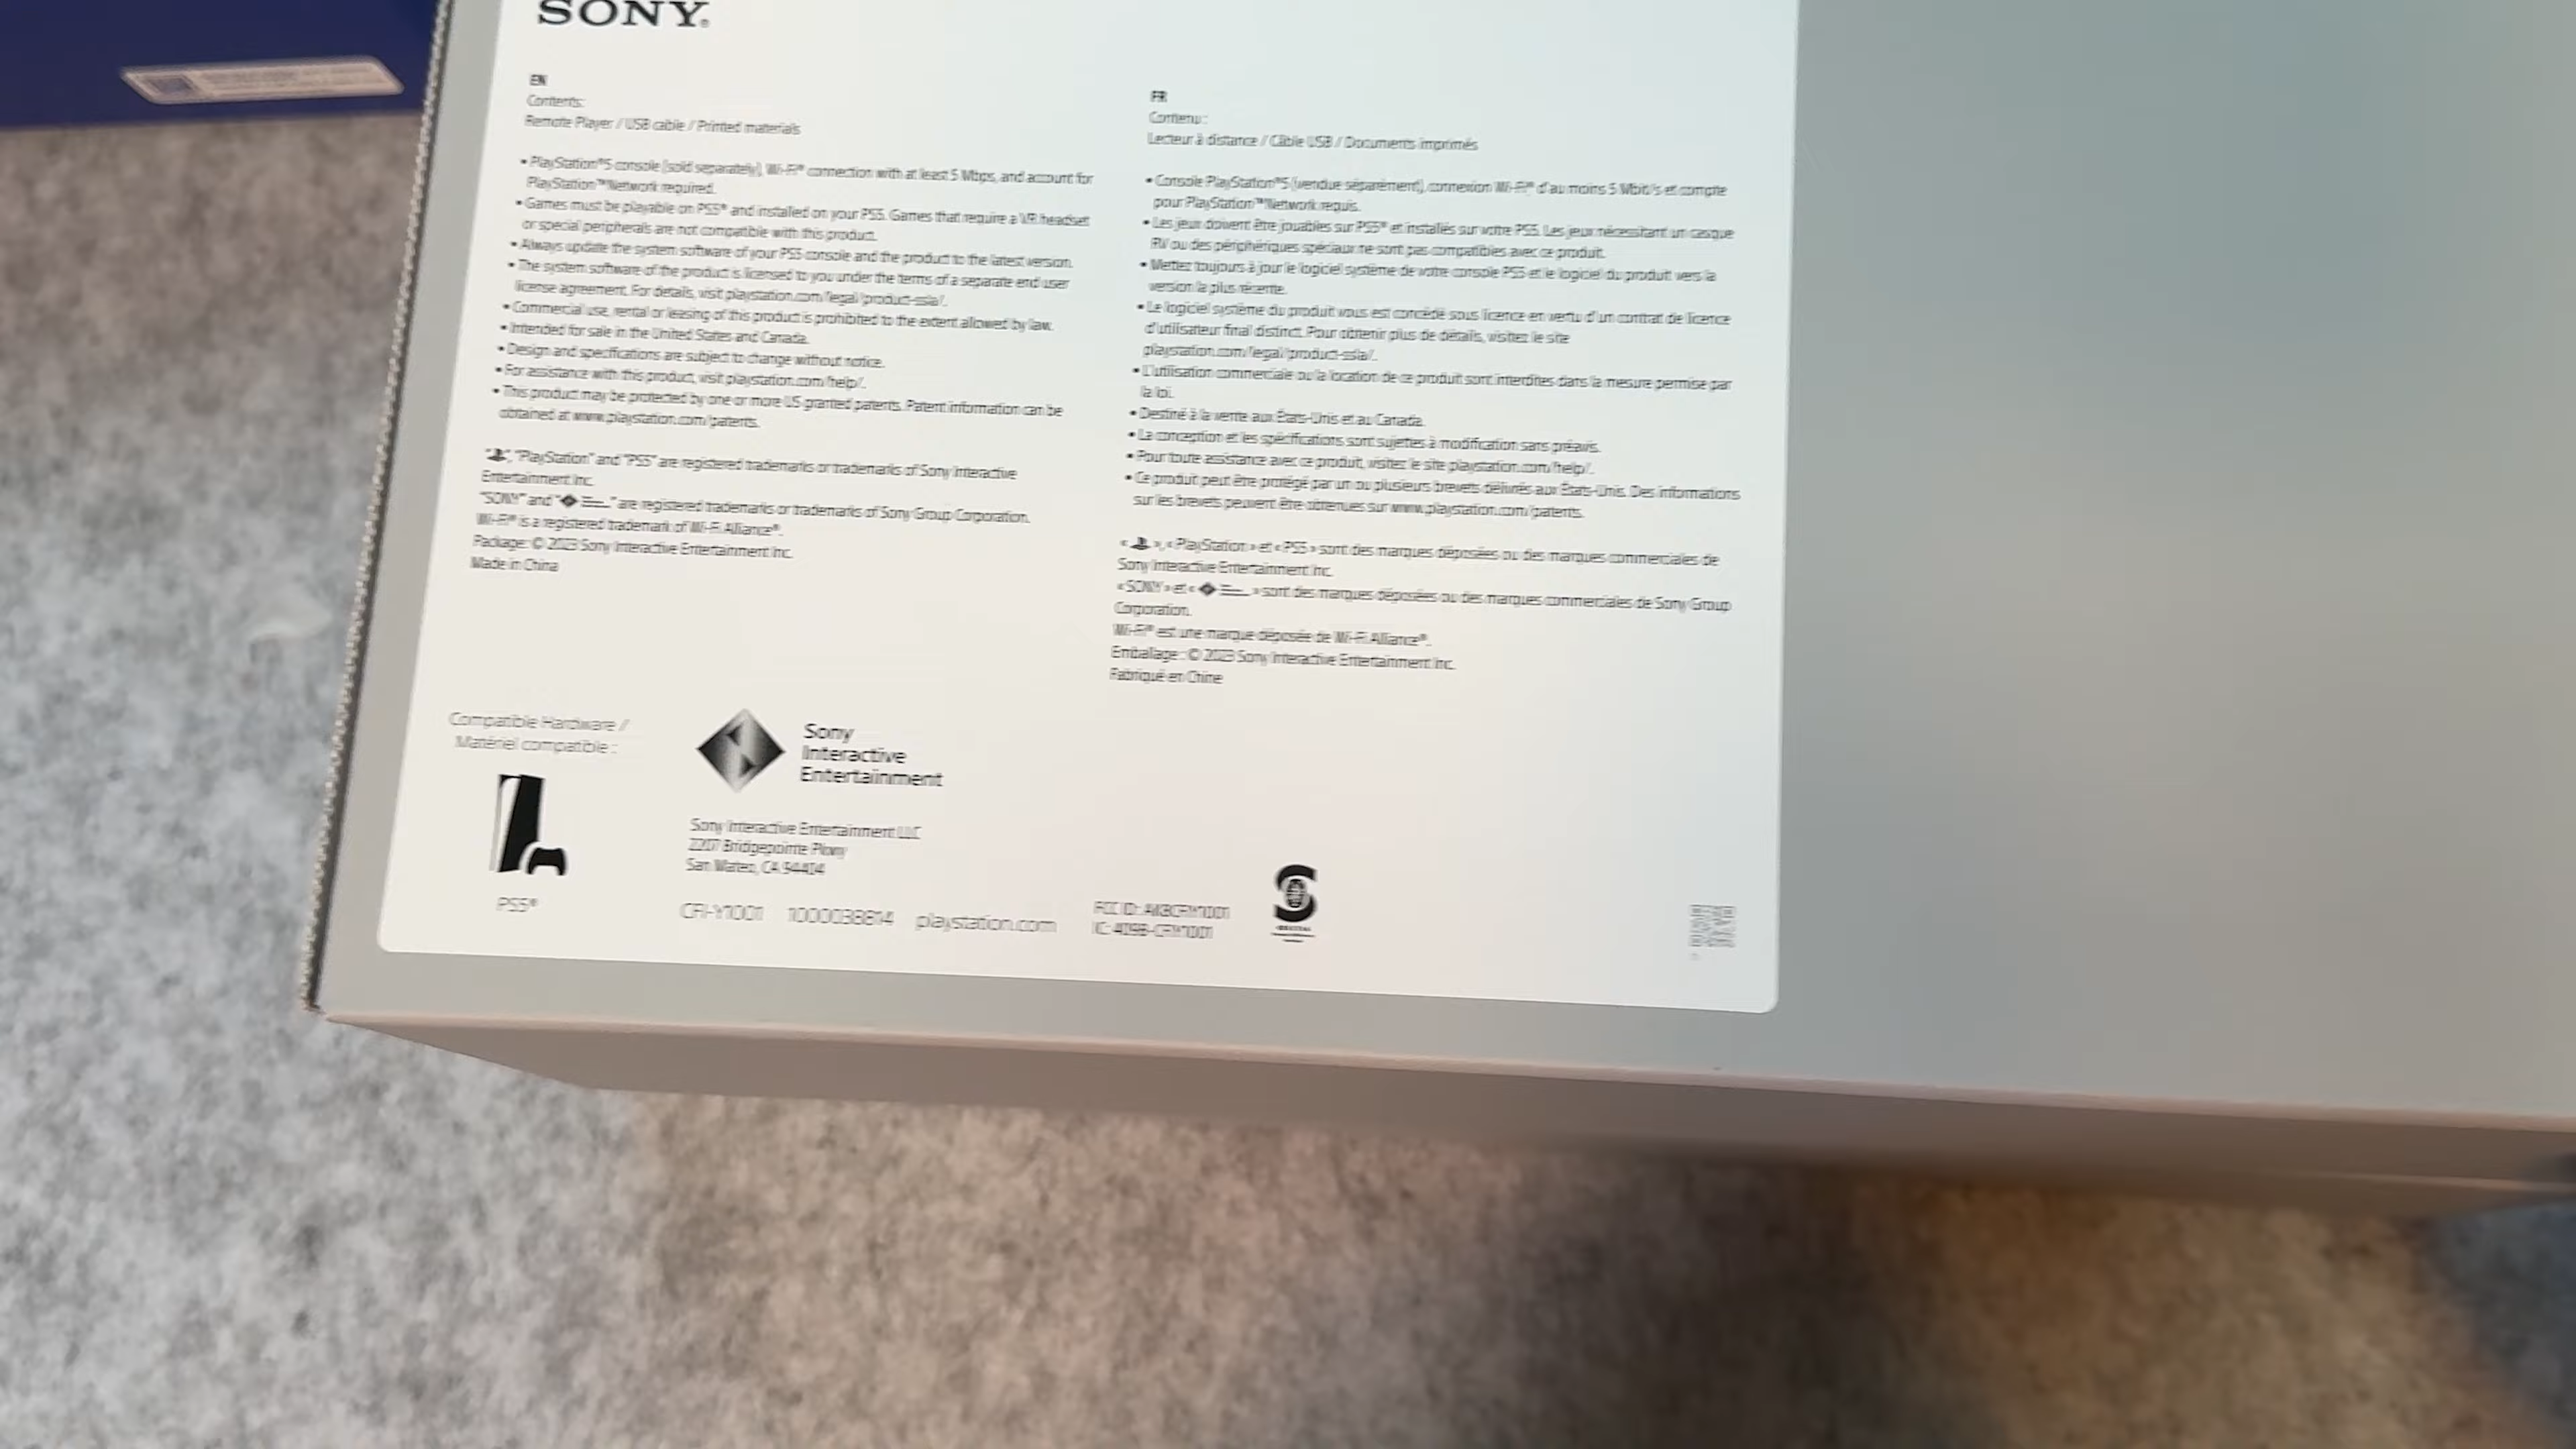 SONY®
EN
Contents:
Remote Player / USB cable / Printed materials
• PlayStation®5 console (sold separately), Wi-Fi® connection with at least 5 Mbps, and account for
PlayStation™Network required.
• Games must be playable on PS5® and installed on your PS5. Games that require a VR headset
or special peripherals are not compatible with this product.
• Always update the system software of your PS5 console and the product to the latest version.
• The system software of the product is licensed to you under the terms of a separate end user
license agreement. For details, visit playstation.com/legal/product-ssla/.
• Commercial use, rental or leasing of this product is prohibited to the extent allowed by law.
• Intended for sale in the United States and Canada.
• Design and specifications are subject to change without notice.
• For assistance with this product, visit playstation.com/help/.
• This product may be protected by one or more US granted patents. Patent information can be
obtained at www.playstation.com/patents.
" ", "PlayStation" and "PS5" are registered trademarks or trademarks of Sony Interactive
Entertainment Inc.
"SONY" and " " are registered trademarks or trademarks of Sony Group Corporation.
Wi-Fi® is a registered trademark of Wi-Fi Alliance®.
Package: © 2023 Sony Interactive Entertainment Inc.
Made in China
FR
Contenu :
Lecteur à distance / Câble USB / Documents imprimés
• Console PlayStation®5 (vendue séparément), connexion Wi-Fi® d'au moins 5 Mbit/s et compte
pour PlayStation™Network requis.
• Les jeux doivent être jouables sur PS5® et installés sur votre PS5. Les jeux nécessitant un casque
RV ou des périphériques spéciaux ne sont pas compatibles avec ce produit.
• Mettez toujours à jour le logiciel système de votre console PS5 et le logiciel du produit vers la
version la plus récente.
• Le logiciel système du produit vous est concédé sous licence en vertu d'un contrat de licence
d'utilisateur final distinct. Pour obtenir plus de détails, visitez le site
playstation.com/legal/product-ssla/.
• L'utilisation commerciale ou la location de ce produit sont interdites dans la mesure permise par
la loi.
• Destiné à la vente aux États-Unis et au Canada.
• La conception et les spécifications sont sujettes à modification sans préavis.
• Pour toute assistance avec ce produit, visitez le site playstation.com/help/.
• Ce produit peut être protégé par un ou plusieurs brevets délivrés aux États-Unis. Des informations
sur les brevets peuvent être obtenues sur www.playstation.com/patents.
« », « PlayStation » et « PS5 » sont des marques déposées ou des marques commerciales de
Sony Interactive Entertainment Inc.
« SONY » et « » sont des marques déposées ou des marques commerciales de Sony Group
Corporation.
Wi-Fi® est une marque déposée de Wi-Fi Alliance®.
Emballage : © 2023 Sony Interactive Entertainment Inc.
Fabriqué en Chine
Compatible Hardware /
Matériel compatible :
PS5®
Sony
Interactive
Entertainment
Sony Interactive Entertainment LLC
2207 Bridgepointe Pkwy
San Mateo, CA 94404
CFI-Y1001 1000038814 playstation.com
FCC ID: AK8CFIY1001
IC: 409B-CFIY1001